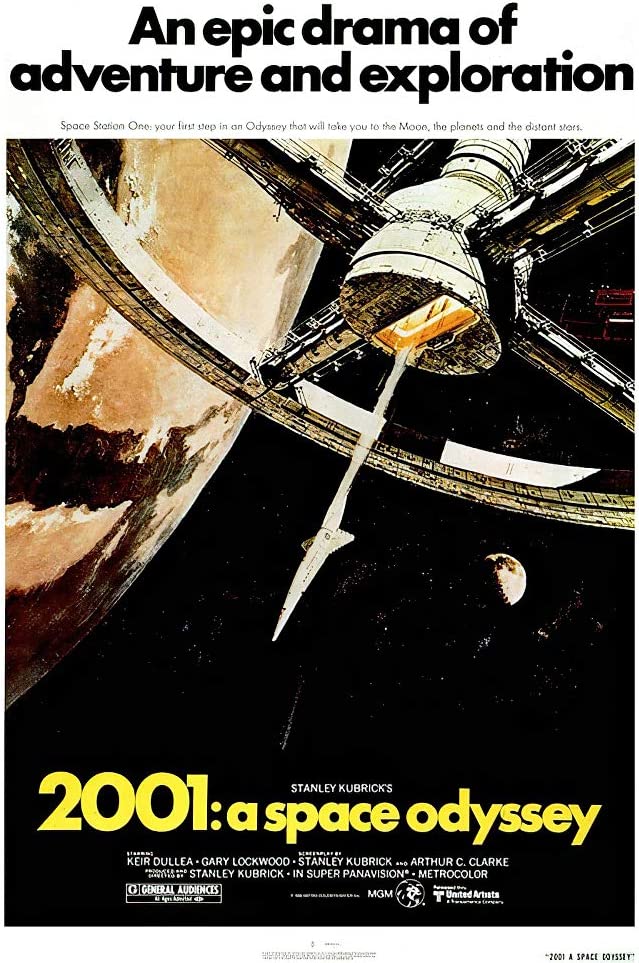 An epic drama of
adventure and exploration
Space Station One: your first step in an Odyssey that will take you to the Moon, the planets and the distant stars.
STANLEY KUBRICK'S
2001: a space odyssey
STARRING
KEIR DULLEA · GARY LOCKWOOD · SCREENPLAY BY STANLEY KUBRICK AND ARTHUR C. CLARKE
PRODUCED AND DIRECTED BY STANLEY KUBRICK · IN SUPER PANAVISION® · METROCOLOR
G GENERAL AUDIENCES
All Ages Admitted
MGM
United Artists
A Transamerica Company
"2001 A SPACE ODYSSEY"